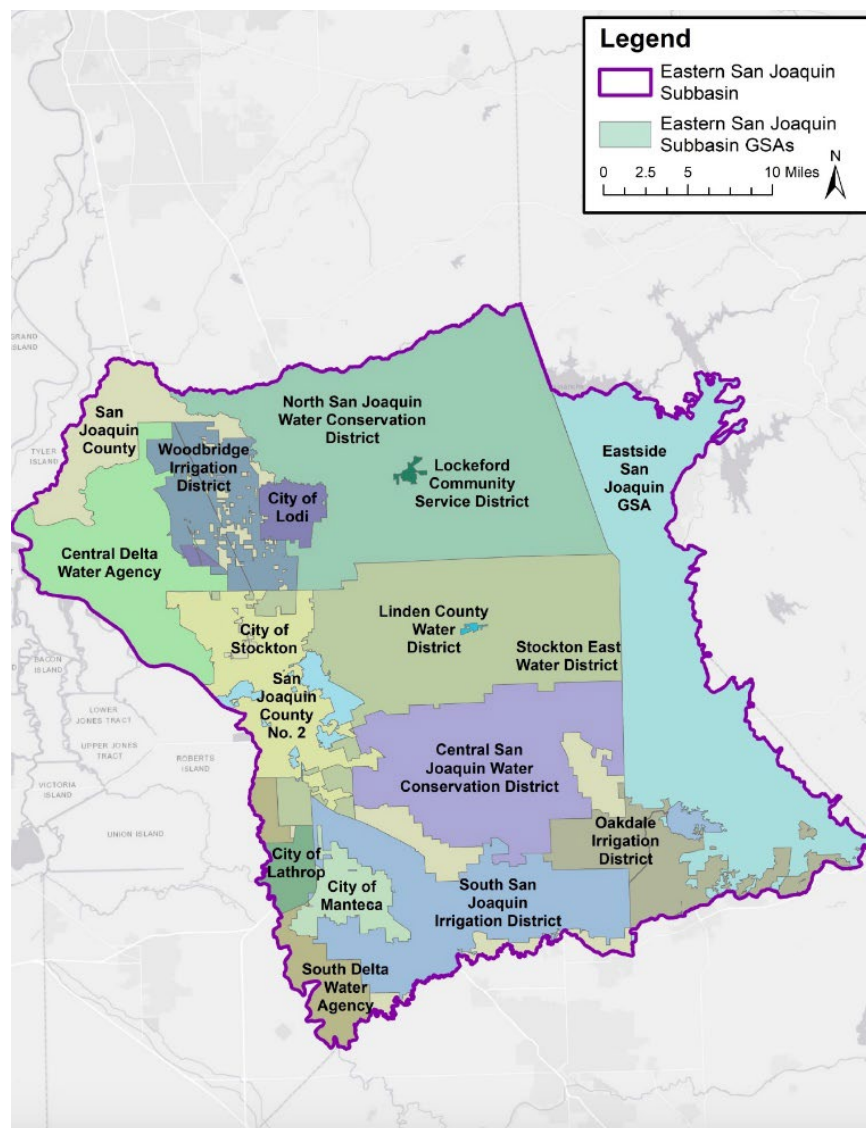 Legend
Eastern San Joaquin
Subbasin
Eastern San Joaquin
Subbasin GSAs
N
0 2.5 5 10 Miles
GRAND
ISLAND
San
Joaquin
County
TYLER
ISLAND
North San Joaquin
Water Conservation
District
Woodbridge
Irrigation
District
Lockeford
Community
Service District
City of
Lodi
Eastside
San
Joaquin
GSA
Central Delta
Water Agency
City of
Stockton
Linden County
Water
District
Stockton East
Water District
BACON
ISLAND
San
Joaquin
County
No. 2
LOWER
JONES TRACT
UPPER JONES
TRACT
ROBERTS
ISLAND
VICTORIA
ISLAND
Central San
Joaquin Water
Conservation District
UNION ISLAND
Oakdale
Irrigation
District
City of
Lathrop
City of
Manteca
South San
Joaquin
Irrigation District
South Delta
Water
Agency